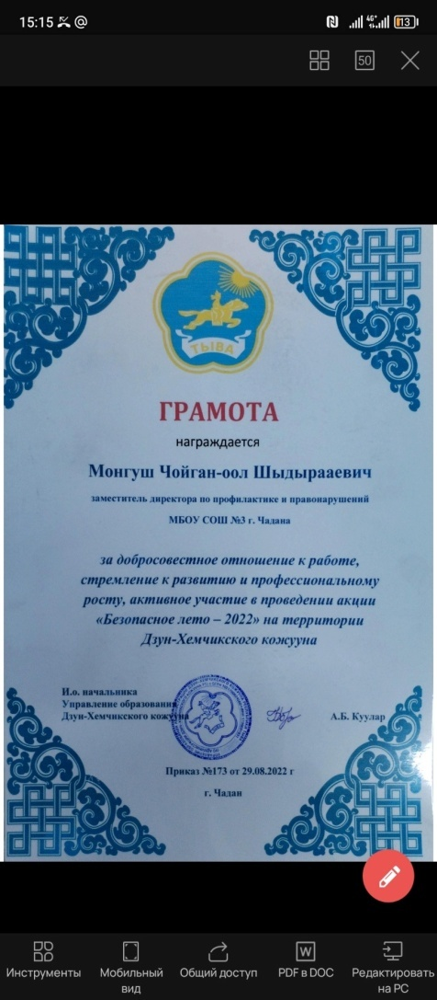 15:15
4G+
13
50
ТЫВА
ГРАМОТА
награждается
Монгуш Чойган-оол Шыдыраевич
заместитель директора по профилактике и правонарушений
МБОУ СОШ №3 г. Чадана
за добросовестное отношение к работе,
стремление к развитию и профессиональному
росту, активное участие в проведении акции
«Безопасное лето – 2022» на территории
Дзун-Хемчикского кожууна
И.о. начальника
Управление образования
Дзун-Хемчикского кожууна
А.Б. Куулар
Приказ №173 от 29.08.2022 г
г. Чадан
Инструменты
Мобильный
вид
Общий доступ
PDF в DOC
Редактировать
на PC